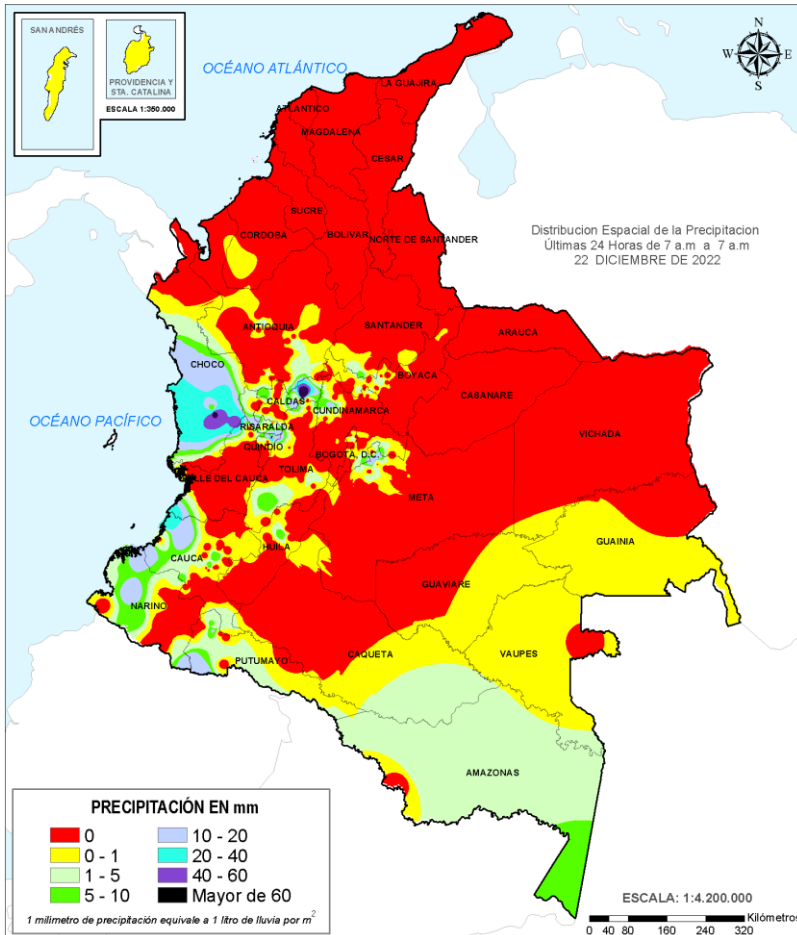 SAN ANDRÉS
PROVIDENCIA Y
STA. CATALINA
ESCALA 1:350.000
OCÉANO ATLÁNTICO
N
W
E
S
LA GUAJIRA
ATLANTICO
MAGDALENA
CESAR
SUCRE
CORDOBA
BOLIVAR
NORTE DE SANTANDER
Distribucion Espacial de la Precipitacion
Últimas 24 Horas de 7 a.m a 7 a.m
22 DICIEMBRE DE 2022
ANTIOQUIA
SANTANDER
ARAUCA
CHOCO
BOYACA
CASANARE
CALDAS
CUNDINAMARCA
OCÉANO PACÍFICO
RISARALDA
VICHADA
QUINDIO
BOGOTÁ, D.C.
TOLIMA
LLE DEL CAUCA
META
GUAINIA
CAUCA
HUILA
GUAVIARE
NARINO
PUTUMAYO
CAQUETA
VAUPES
AMAZONAS
PRECIPITACIÓN EN mm
0
10 - 20
0 - 1
20 - 40
1 - 5
40 - 60
5 - 10
Mayor de 60
1 milimetro de precipitación equivale a 1 litro de lluvia por m²
ESCALA: 1:4.200.000
Kilómetros
0 40 80 160 240 320